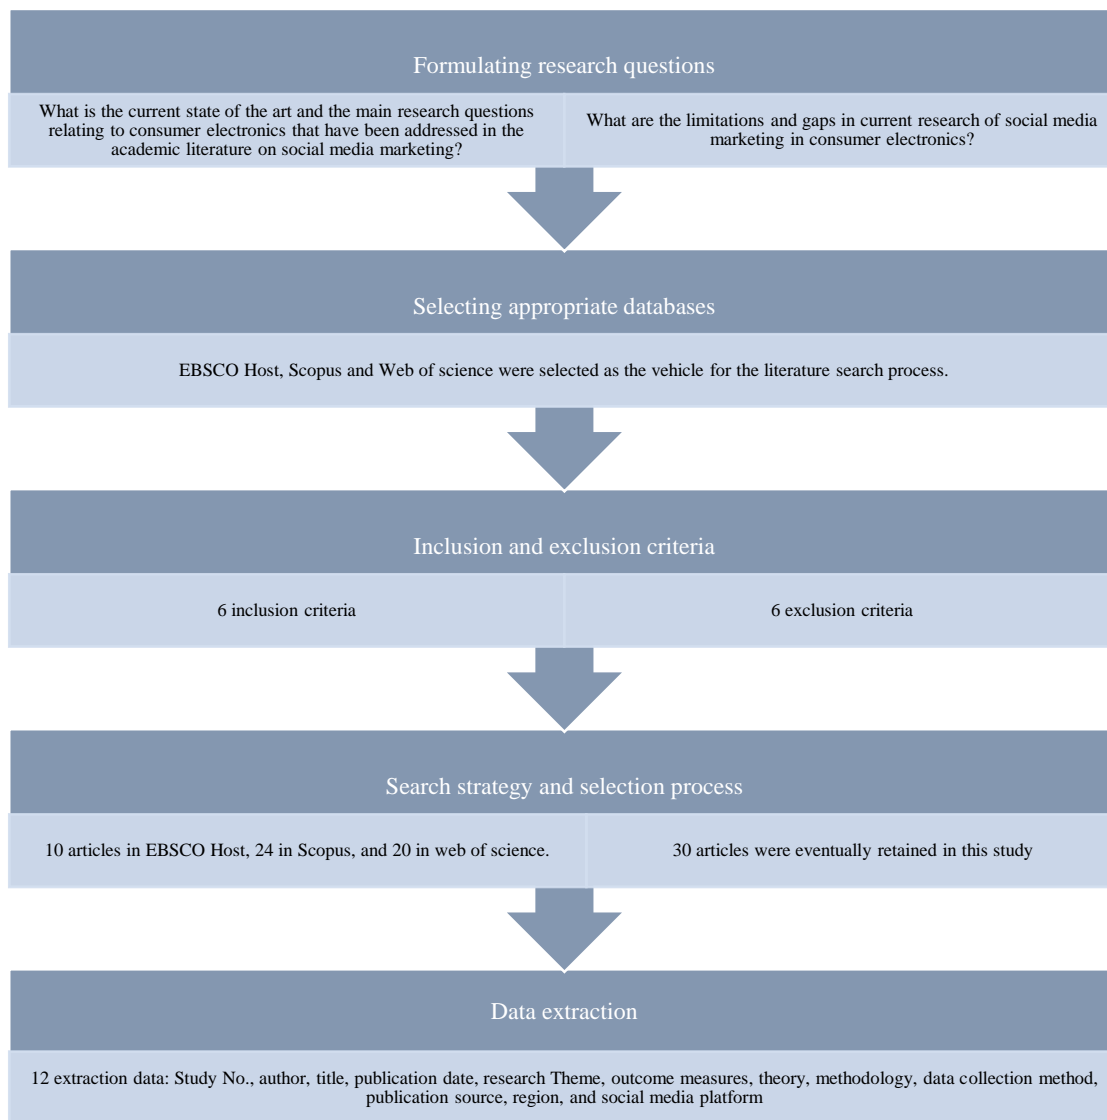 Formulating research questions
What is the current state of the art and the main research questions
relating to consumer electronics that have been addressed in the
academic literature on social media marketing?
What are the limitations and gaps in current research of social media
marketing in consumer electronics?
Selecting appropriate databases
EBSCO Host, Scopus and Web of science were selected as the vehicle for the literature search process.
Inclusion and exclusion criteria
6 inclusion criteria
6 exclusion criteria
Search strategy and selection process
10 articles in EBSCO Host, 24 in Scopus, and 20 in web of science.
30 articles were eventually retained in this study
Data extraction
12 extraction data: Study No., author, title, publication date, research Theme, outcome measures, theory, methodology, data collection method,
publication source, region, and social media platform